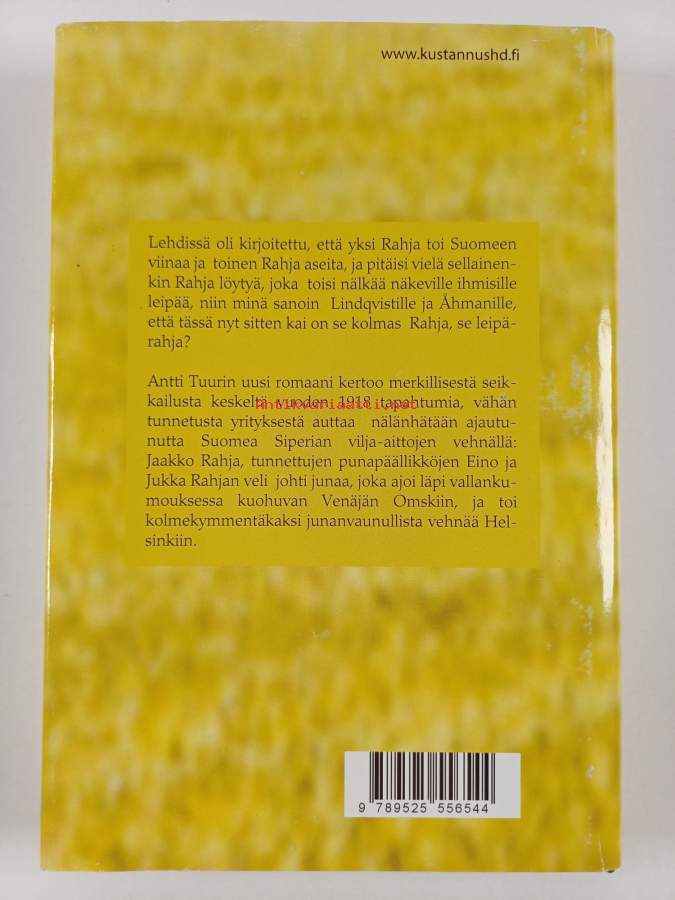 www.kustannushd.fi
Lehdissä oli kirjoitettu, että yksi Rahja toi Suomeen
viinaa ja toinen Rahja aseita, ja pitäisi vielä sellainen-
kin Rahja löytyä, joka toisi nälkää näkeville ihmisille
leipää, niin minä sanoin Lindqvistille ja Åhmanille,
että tässä nyt sitten kai on se kolmas Rahja, se leipä-
rahja?
Antti Tuurin uusi romaani kertoo merkillisestä seik-
kailusta keskeltä vuoden 1918 tapahtumia, vähän
Antikvariaatti.net
tunnetusta yrityksestä auttaa nälänhätään ajautu-
nutta Suomea Siperian vilja-aittojen vehnällä:
Jaakko Rahja, tunnettujen punapäällikköjen Eino ja
Jukka Rahjan veli johti junaa, joka ajoi läpi vallanku-
mouksessa kuohuvan Venäjän Omskiin, ja toi
kolmekymmentäkaksi junanvaunullista vehnää Hel-
sinkiin.
9 789525 556544